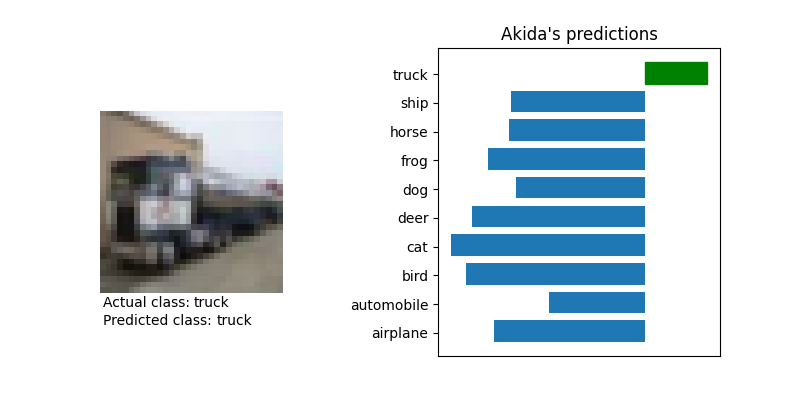 Akida's predictions
truck
ship
horse
frog
dog
deer
cat
bird
automobile
airplane
Actual class: truck
Predicted class: truck